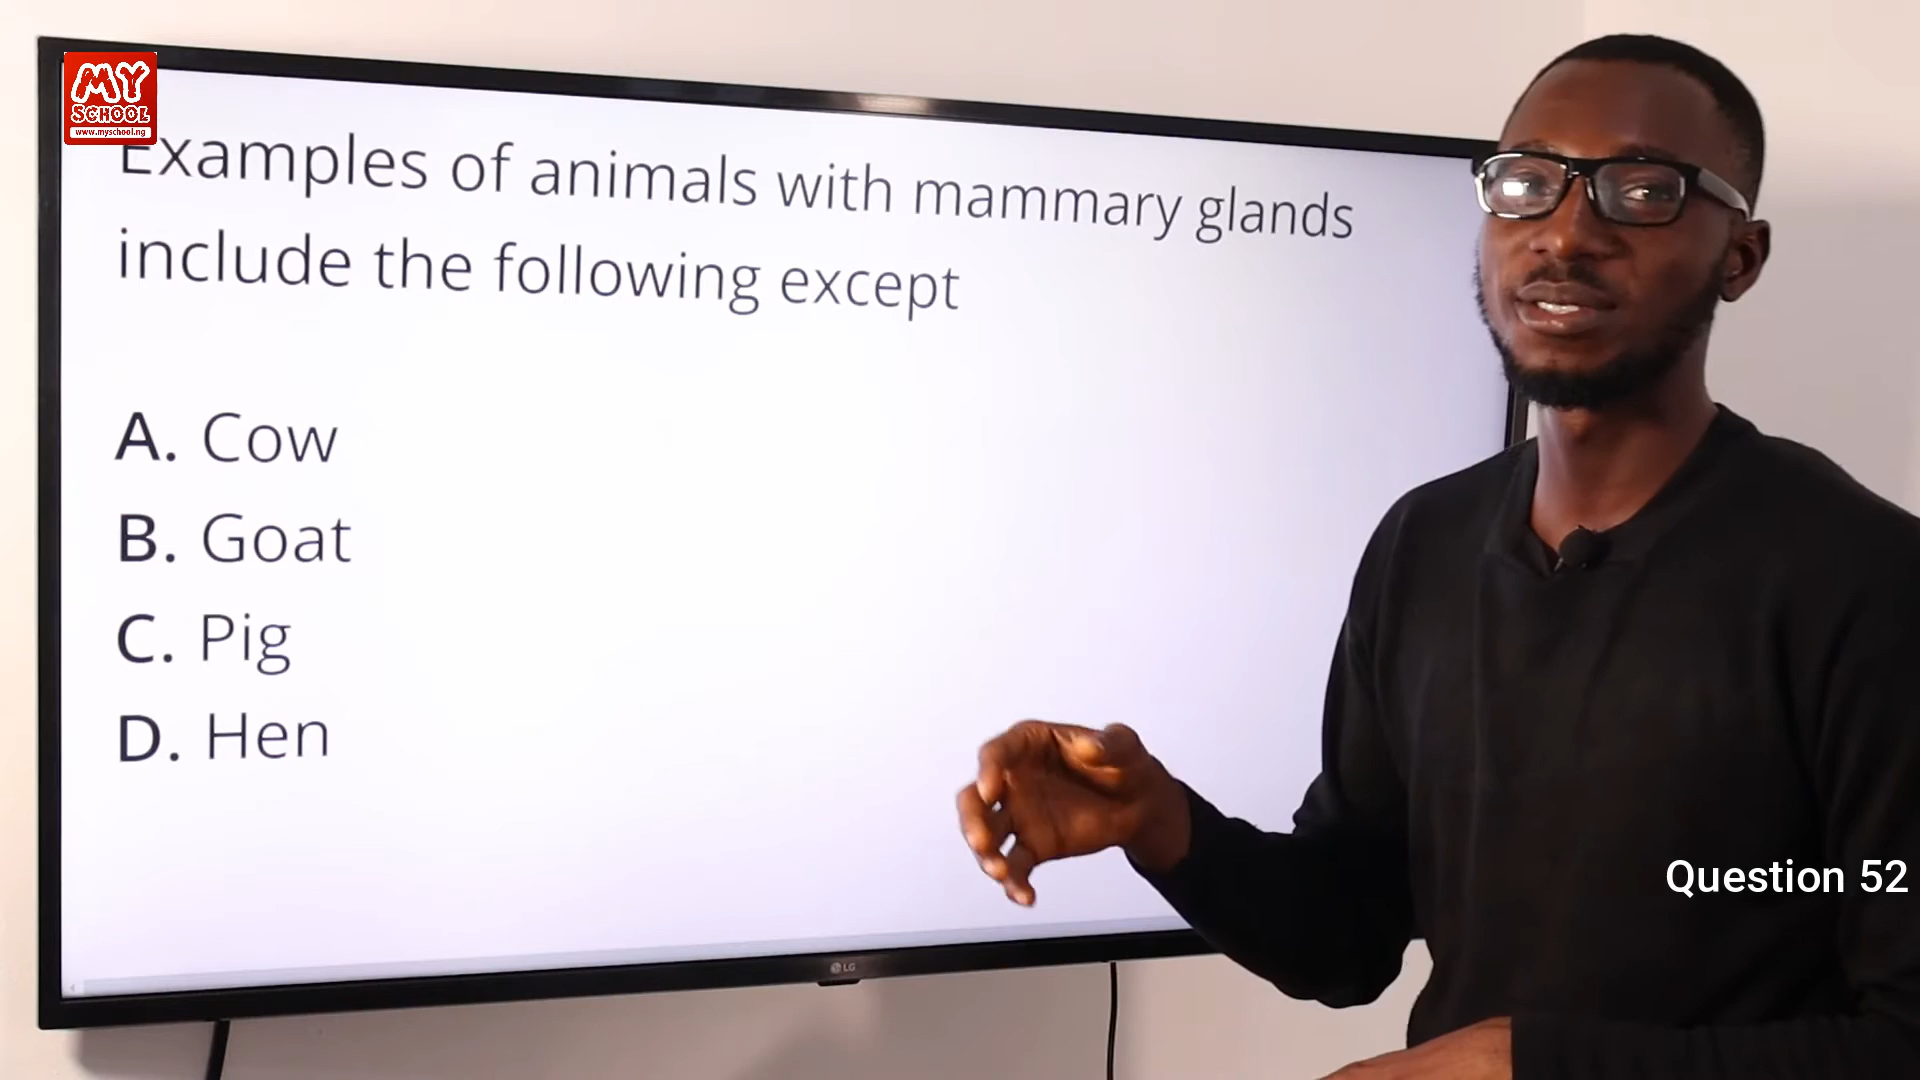 MY
SCHOOL
www.myschool.ng
Examples of animals with mammary glands
include the following except
A. Cow
B. Goat
C. Pig
D. Hen
LG
Question 52